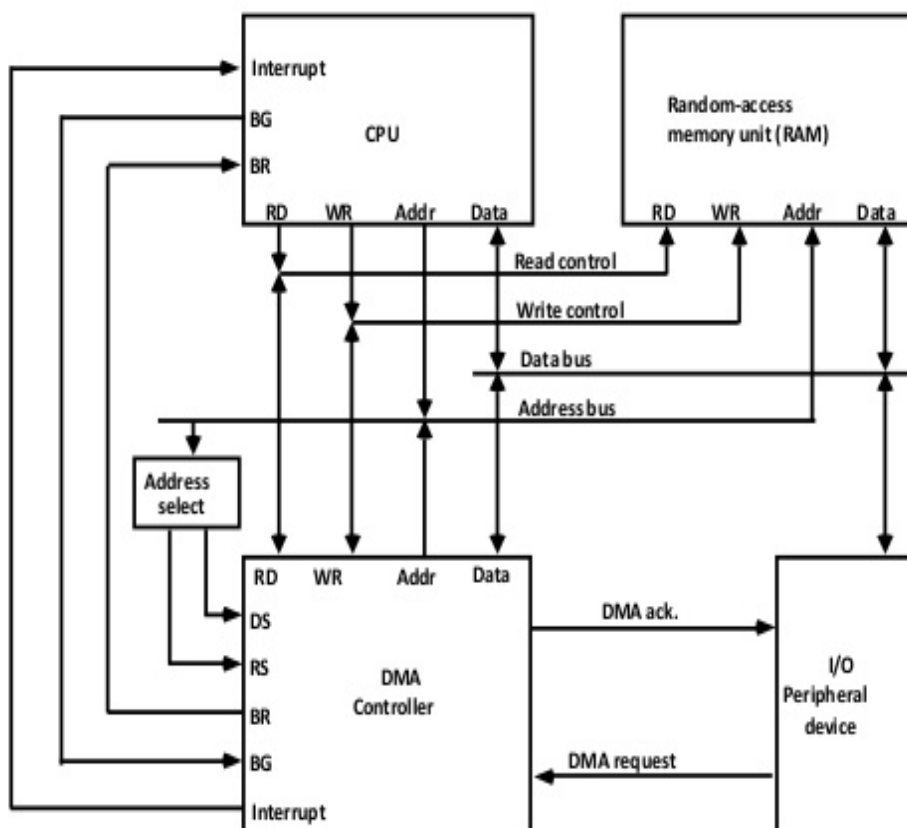 Interrupt
BG
CPU
BR
RD WR Addr Data
Random-access
memory unit (RAM)
RD WR Addr Data
Read control
Write control
Data bus
Address bus
Address
select
RD WR Addr Data
DS
RS
DMA
Controller
BR
BG
Interrupt
DMA ack.
I/O
Peripheral
device
DMA request